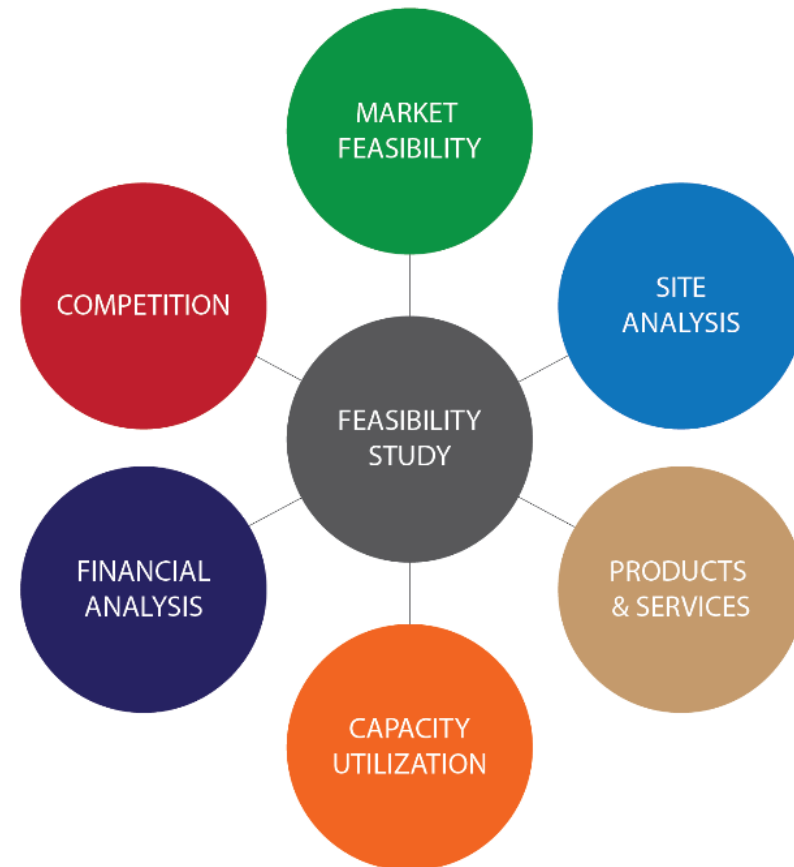 MARKET
FEASIBILITY
COMPETITION
SITE
ANALYSIS
FEASIBILITY
STUDY
FINANCIAL
ANALYSIS
PRODUCTS
& SERVICES
CAPACITY
UTILIZATION